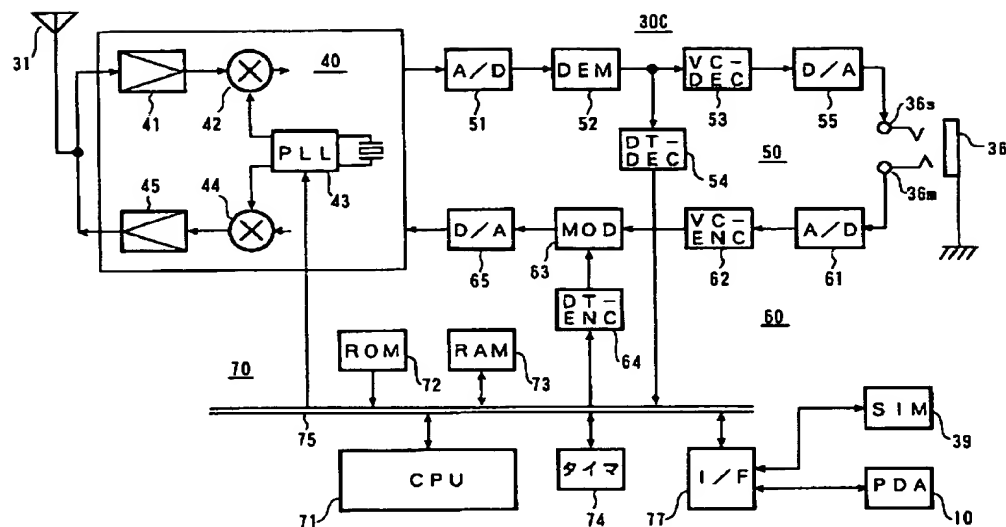 30C
31
40
41
42
PLL
43
44
45
A/D
51
DEM
52
VC-
DEC
53
D/A
55
36s
36
36m
DT-
DEC
54
50
D/A
65
MOD
63
VC-
ENC
62
A/D
61
DT-
ENC
64
60
70
ROM
72
RAM
73
75
CPU
71
タイマ
74
I/F
77
SIM
39
PDA
10